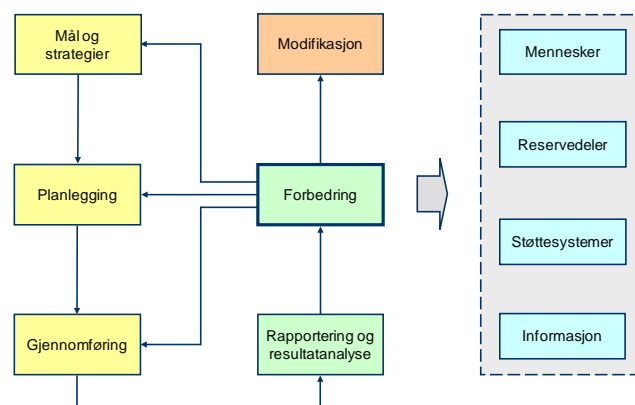 Mål og
strategier
Modifikasjon
Mennesker
Reservedeler
Planlegging
Forbedring
Støttesystemer
Gjennomføring
Rapportering og
resultatanalyse
Informasjon